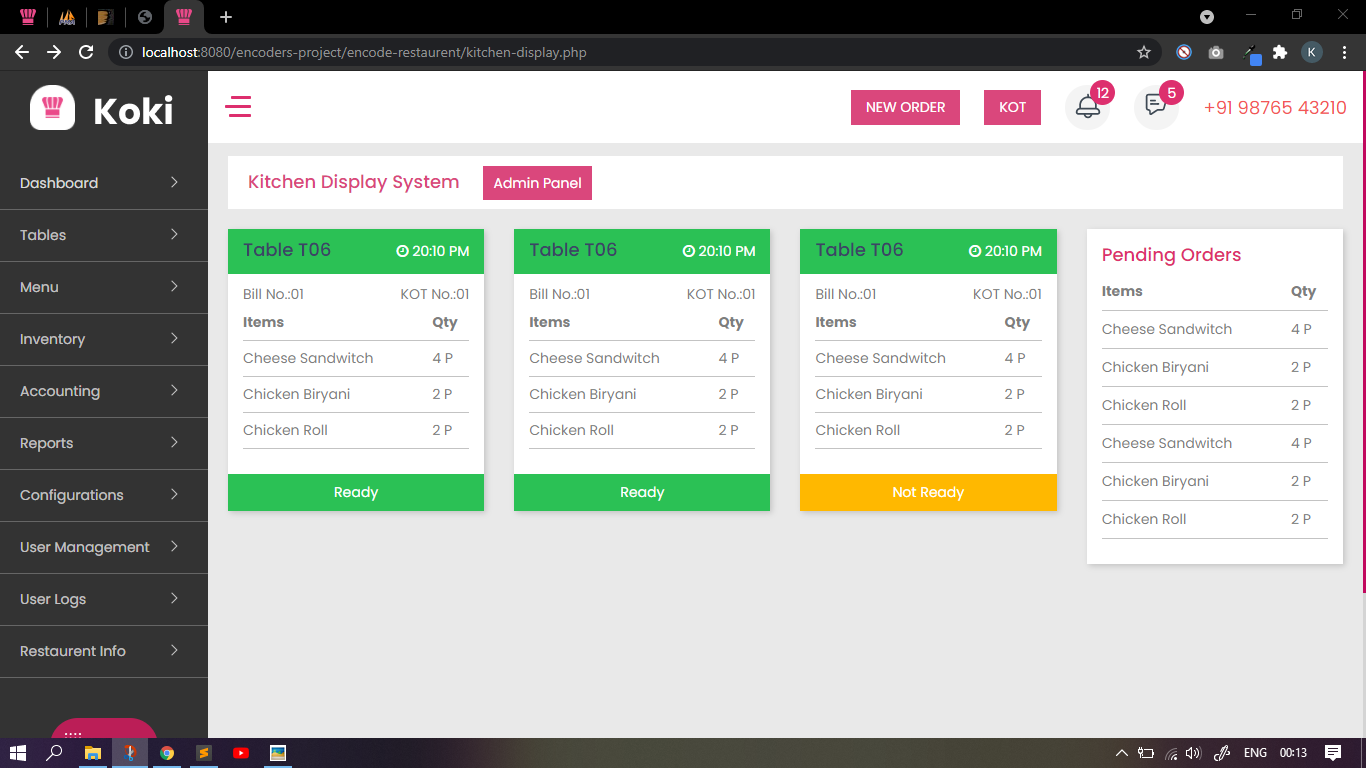 localhost:8080/encoders-project/encode-restaurent/kitchen-display.php
K
Koki
NEW ORDER
KOT
12
5
+91 98765 43210
Dashboard
Tables
Menu
Inventory
Accounting
Reports
Configurations
User Management
User Logs
Restaurent Info
Kitchen Display System
Admin Panel
Table T06
20:10 PM
Bill No.:01 KOT No.:01
Items Qty
Cheese Sandwitch 4 P
Chicken Biryani 2 P
Chicken Roll 2 P
Ready
Table T06
20:10 PM
Bill No.:01 KOT No.:01
Items Qty
Cheese Sandwitch 4 P
Chicken Biryani 2 P
Chicken Roll 2 P
Ready
Table T06
20:10 PM
Bill No.:01 KOT No.:01
Items Qty
Cheese Sandwitch 4 P
Chicken Biryani 2 P
Chicken Roll 2 P
Not Ready
Pending Orders
Items Qty
Cheese Sandwitch 4 P
Chicken Biryani 2 P
Chicken Roll 2 P
Cheese Sandwitch 4 P
Chicken Biryani 2 P
Chicken Roll 2 P
ENG
00:13